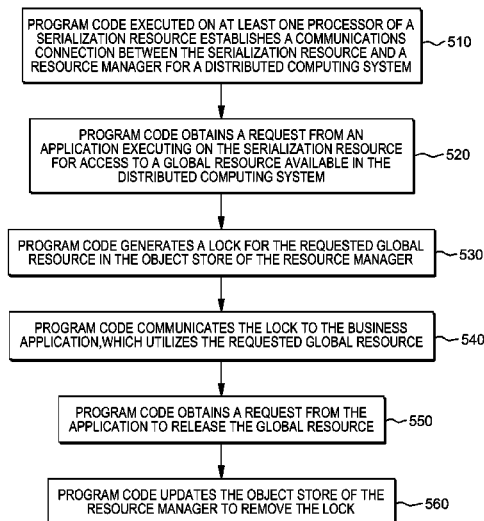 PROGRAM CODE EXECUTED ON AT LEAST ONE PROCESSOR OF A
SERIALIZATION RESOURCE ESTABLISHES A COMMUNICATIONS
CONNECTION BETWEEN THE SERIALIZATION RESOURCE AND A
RESOURCE MANAGER FOR A DISTRIBUTED COMPUTING SYSTEM
510
PROGRAM CODE OBTAINS A REQUEST FROM AN
APPLICATION EXECUTING ON THE SERIALIZATION RESOURCE
FOR ACCESS TO A GLOBAL RESOURCE AVAILABLE IN THE
DISTRIBUTED COMPUTING SYSTEM
520
PROGRAM CODE GENERATES A LOCK FOR THE REQUESTED GLOBAL
RESOURCE IN THE OBJECT STORE OF THE RESOURCE MANAGER
530
PROGRAM CODE COMMUNICATES THE LOCK TO THE BUSINESS
APPLICATION,WHICH UTILIZES THE REQUESTED GLOBAL RESOURCE
540
PROGRAM CODE OBTAINS A REQUEST FROM THE
APPLICATION TO RELEASE THE GLOBAL RESOURCE
550
PROGRAM CODE UPDATES THE OBJECT STORE OF THE
RESOURCE MANAGER TO REMOVE THE LOCK
560